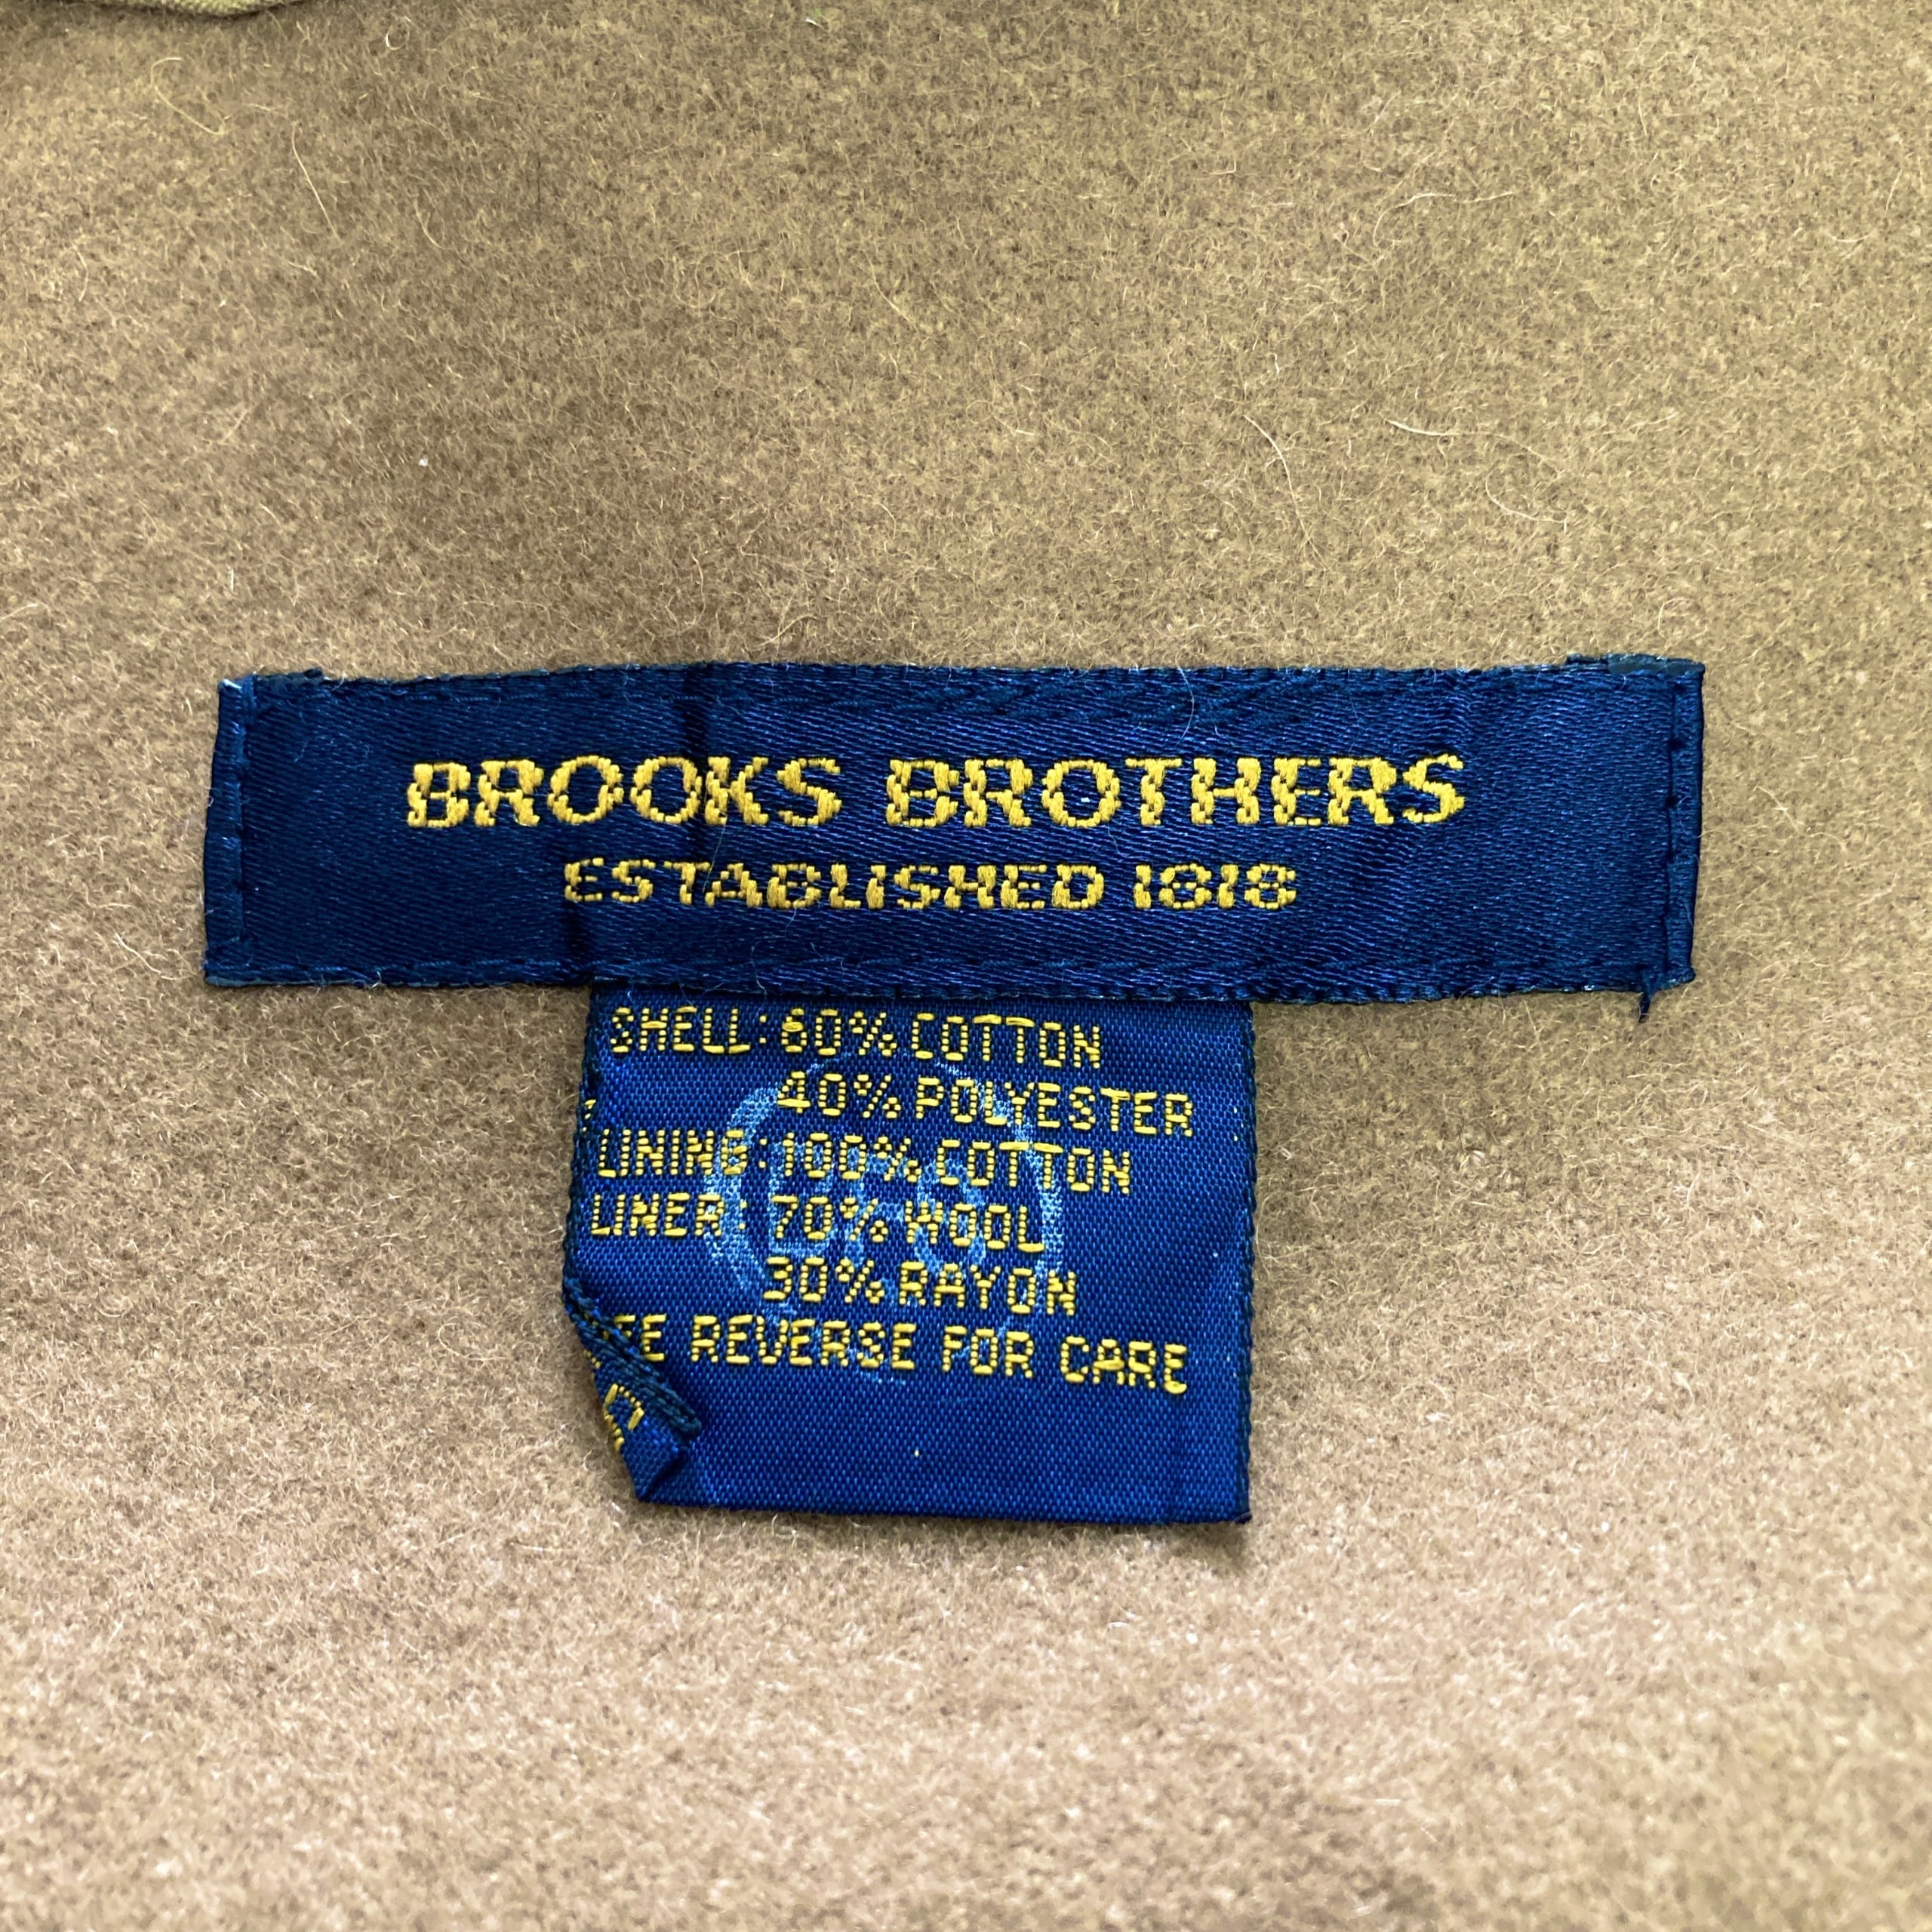 BROOKS BROTHERS
ESTABLISHED 1818
SHELL: 60% COTTON
40% POLYESTER
LINING: 100% COTTON
LINER: 70% WOOL
30% RAYON
EE REVERSE FOR CARE